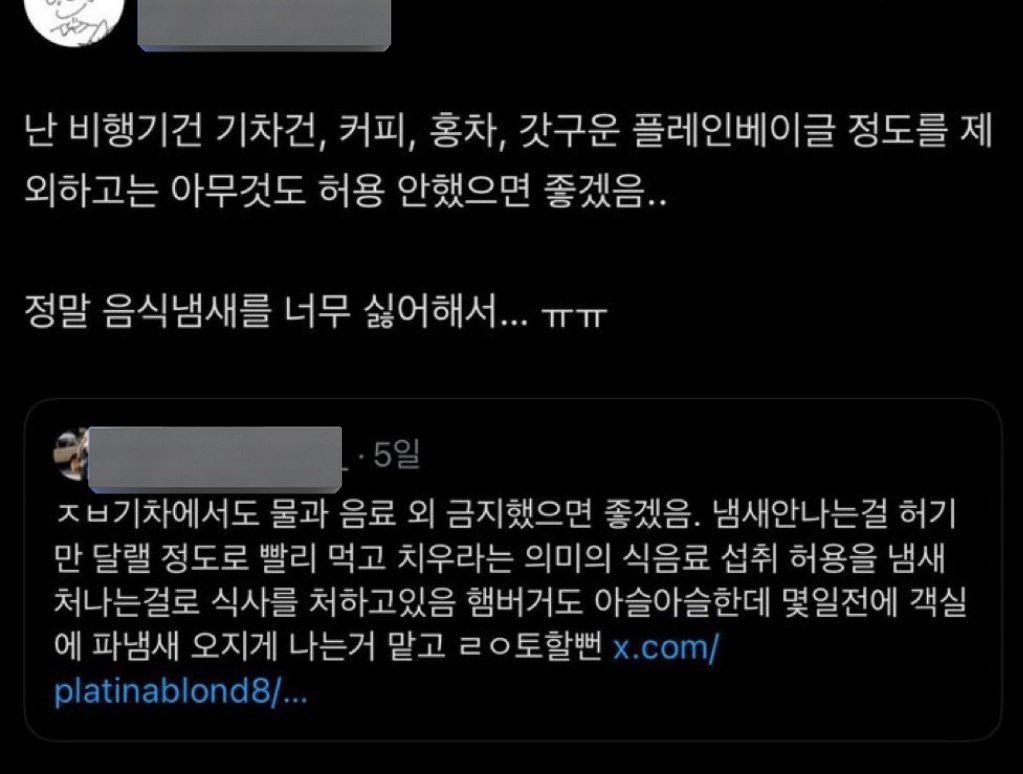 난 비행기건 기차건, 커피, 홍차, 갓구운 플레인베이글 정도를 제
외하고는 아무것도 허용 안했으면 좋겠음..
정말 음식냄새를 너무 싫어해서... ㅠㅠ
· 5일
ㅈㅂ기차에서도 물과 음료 외 금지했으면 좋겠음. 냄새안나는걸 허기
만 달랠 정도로 빨리 먹고 치우라는 의미의 식음료 섭취 허용을 냄새
처나는걸로 식사를 처하고있음 햄버거도 아슬아슬한데 몇일전에 객실
에 파냄새 오지게 나는거 맡고 ㄹㅇ토할뻔 x.com/
platinablond8/...